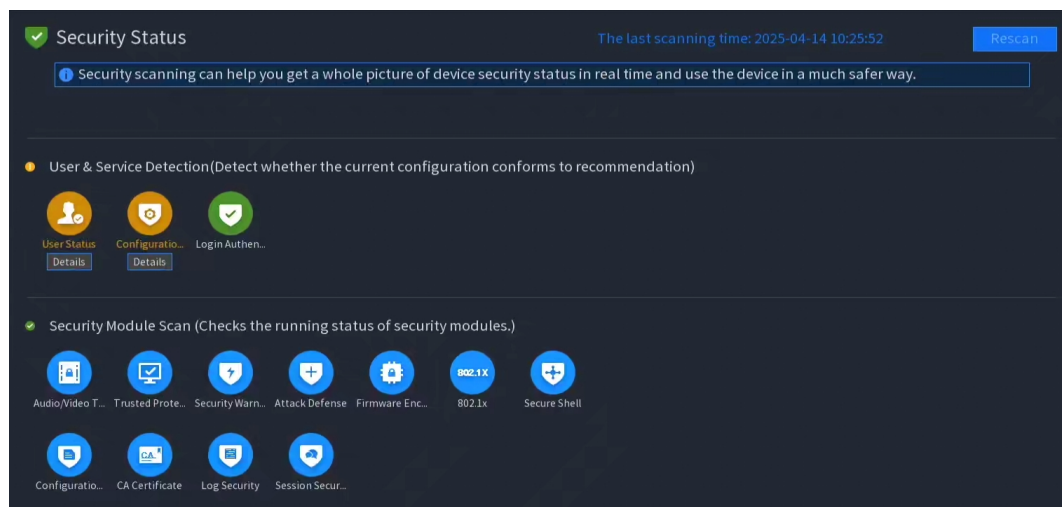 Security Status
The last scanning time: 2025-04-14 10:25:52
Rescan
Security scanning can help you get a whole picture of device security status in real time and use the device in a much safer way.
User & Service Detection(Detect whether the current configuration conforms to recommendation)
User Status
Configuratio...
Login Authen...
Details
Details
Security Module Scan (Checks the running status of security modules.)
802.1X
Audio/Video T...
Trusted Prote...
Security Warn...
Attack Defense
Firmware Enc...
802.1x
Secure Shell
CA
Configuratio...
CA Certificate
Log Security
Session Secur...